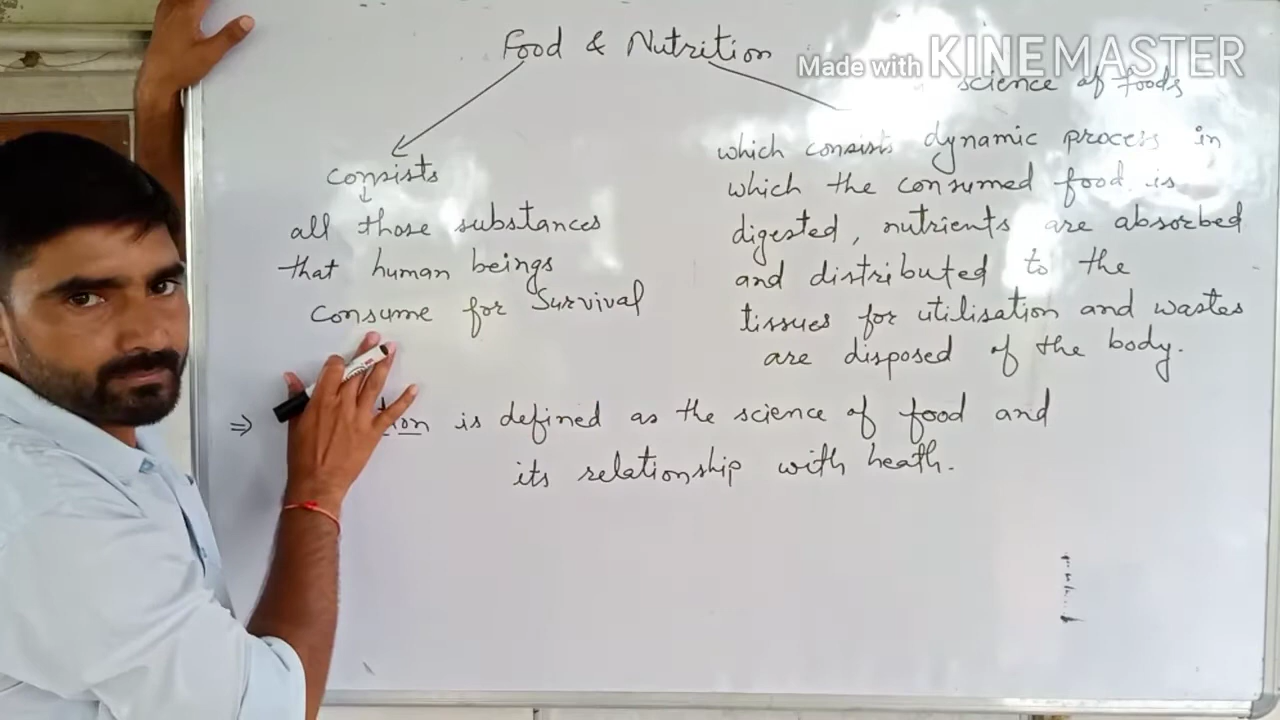 Food & Nutrition
Made with KINEMASTER
science of foods
consists
all those substances
that human beings
consume for Survival
which consists dynamic process in
which the consumed food is
digested, nutrients are absorbed
and distributed to the
tissues for utilisation and wastes
are disposed of the body.
⇒ is defined as the science of food and
its relationship with heath.